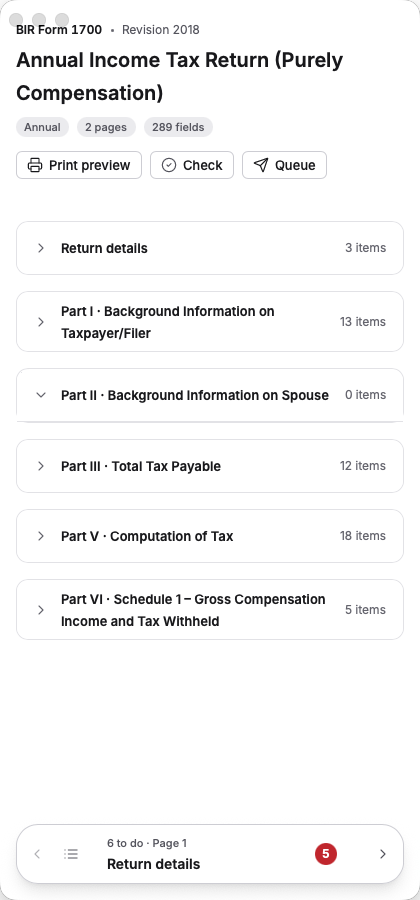 BIR Form 1700 • Revision 2018
Annual Income Tax Return (Purely
Compensation)
Annual 2 pages 289 fields
Print preview Check Queue
Return details 3 items
Part I · Background Information on
Taxpayer/Filer
13 items
Part II · Background Information on Spouse 0 items
Part III · Total Tax Payable 12 items
Part V · Computation of Tax 18 items
Part VI · Schedule 1 – Gross Compensation
Income and Tax Withheld
5 items
6 to do · Page 1
Return details
5